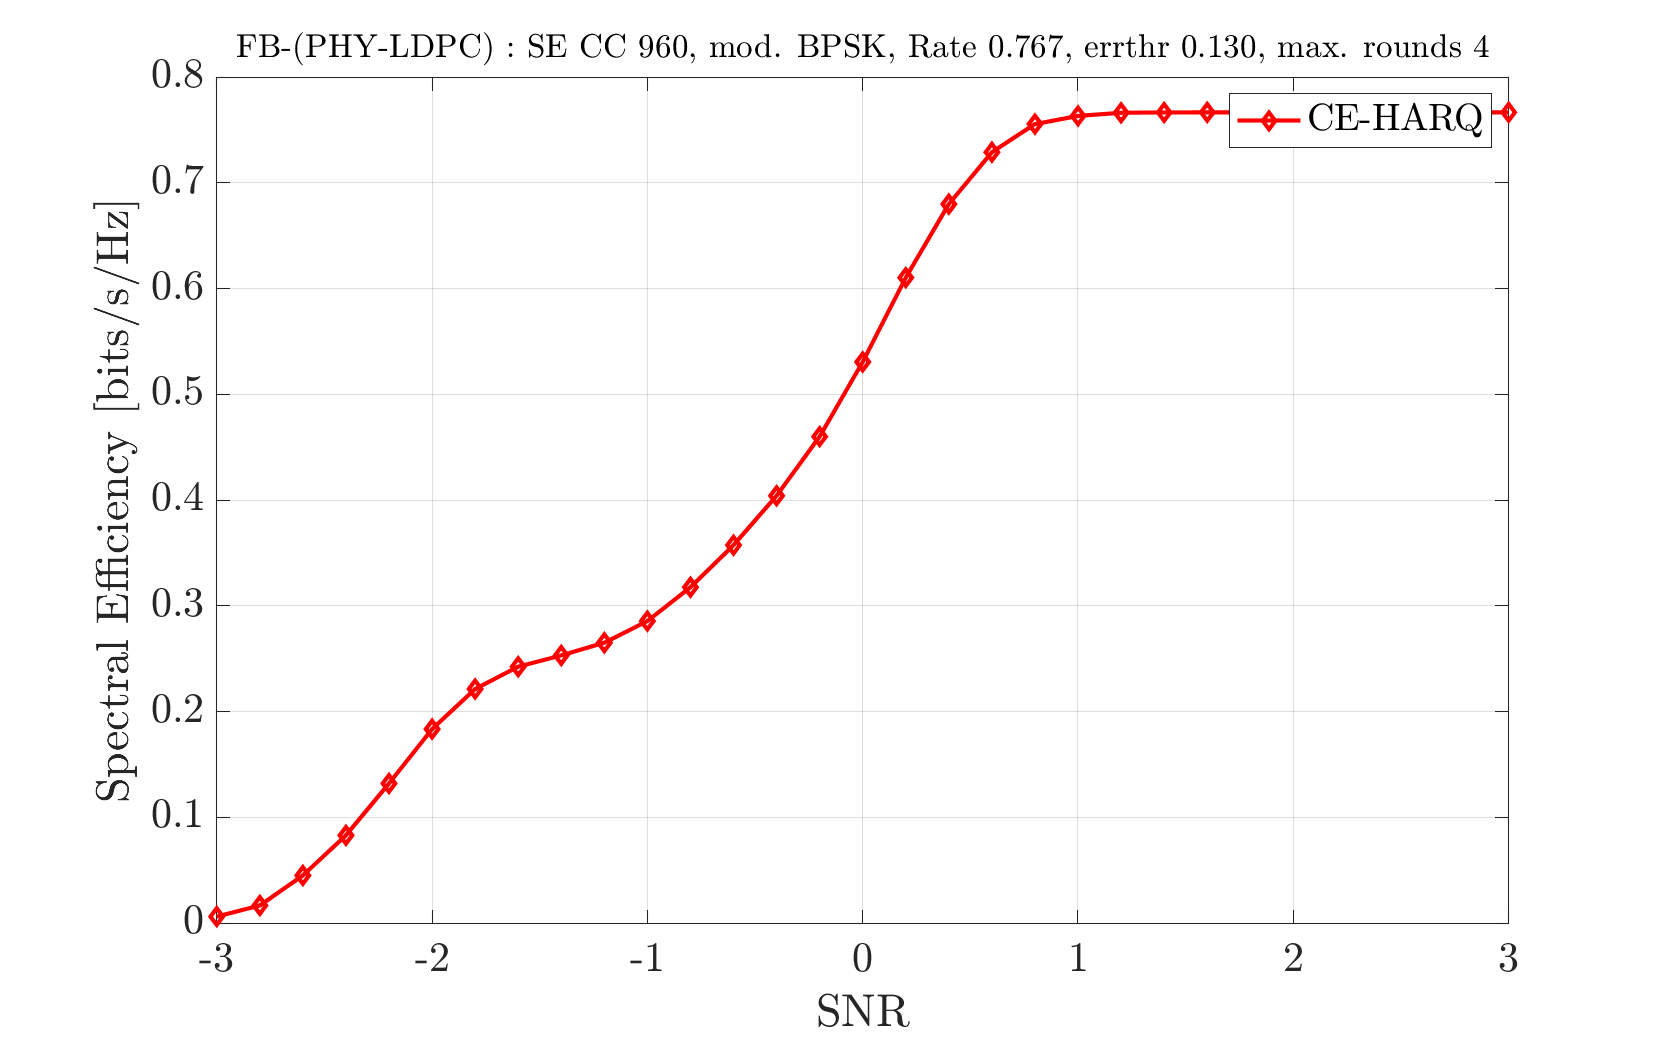 FB-(PHY-LDPC) : SE CC 960, mod. BPSK, Rate 0.767, errthr 0.130, max. rounds 4
CE-HARQ
Spectral Efficiency [bits/s/Hz]
0.8
0.7
0.6
0.5
0.4
0.3
0.2
0.1
0
-3 -2 -1 0 1 2 3
SNR